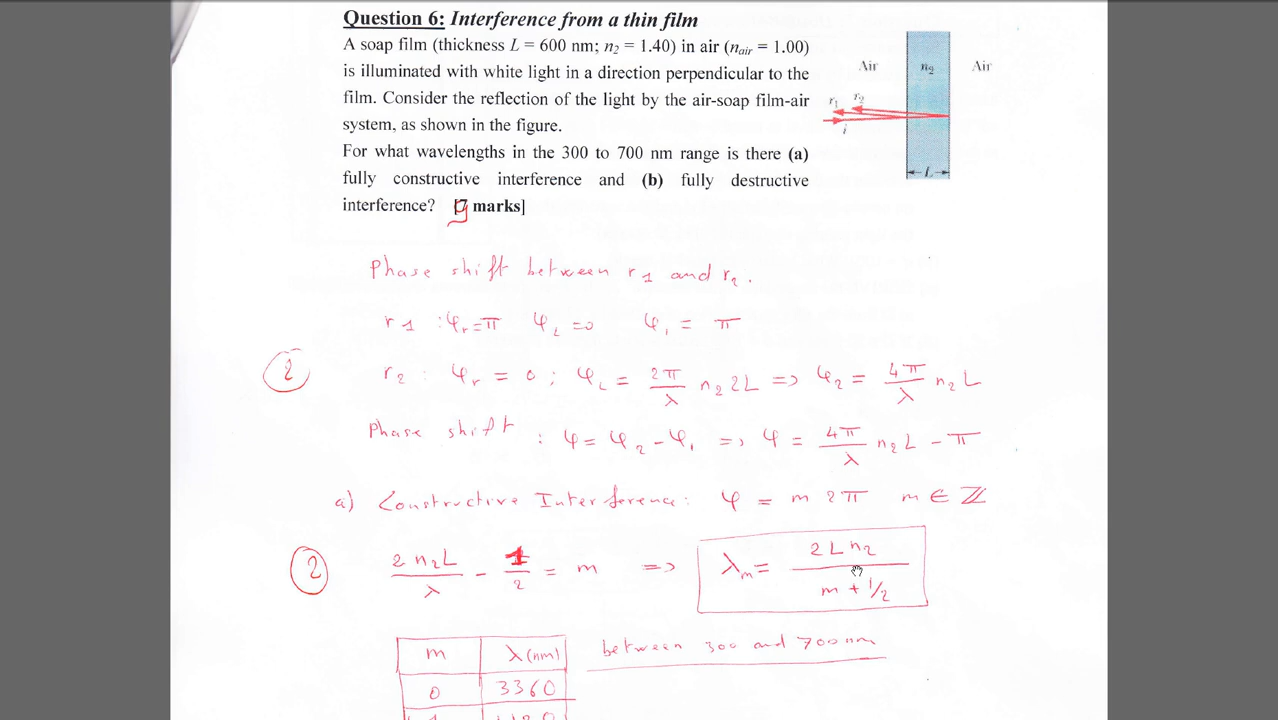 Question 6: Interference from a thin film
A soap film (thickness L = 600 nm; n₂ = 1.40) in air (nair = 1.00)
is illuminated with white light in a direction perpendicular to the
film. Consider the reflection of the light by the air-soap film-air
system, as shown in the figure.
For what wavelengths in the 300 to 700 nm range is there (a)
fully constructive interference and (b) fully destructive
interference? [9 marks]
Air n₂ Air
r₁ r₂
i
L
Phase shift between r₁ and r₂.
r₁ : φr = π φL = 0 φ₁ = π
② r₂ : φr = 0 ; φL = 2π/λ n₂ 2L => φ₂ = 4π/λ n₂ L
Phase shift : φ = φ₂ - φ₁ => φ = 4π/λ n₂ L - π
a) Constructive Interference: φ = m 2π m ∈ ℤ
② 2 n₂ L/λ - 1/2 = m => λm = 2 L n₂/(m + 1/2)
between 300 and 700 nm
m λ(nm)
0 3360